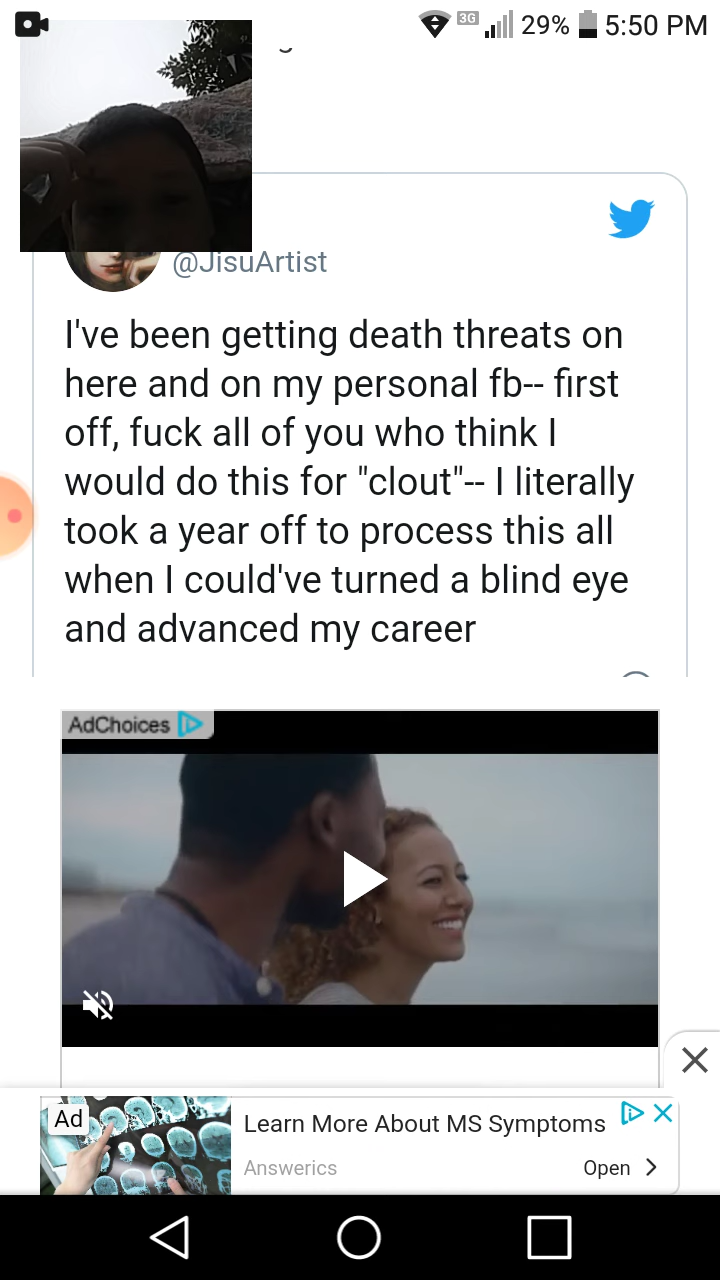 3G 29% 5:50 PM
@JisuArtist
I've been getting death threats on
here and on my personal fb-- first
off, fuck all of you who think I
would do this for "clout"-- I literally
took a year off to process this all
when I could've turned a blind eye
and advanced my career
AdChoices
Ad
Learn More About MS Symptoms
Answerics
Open